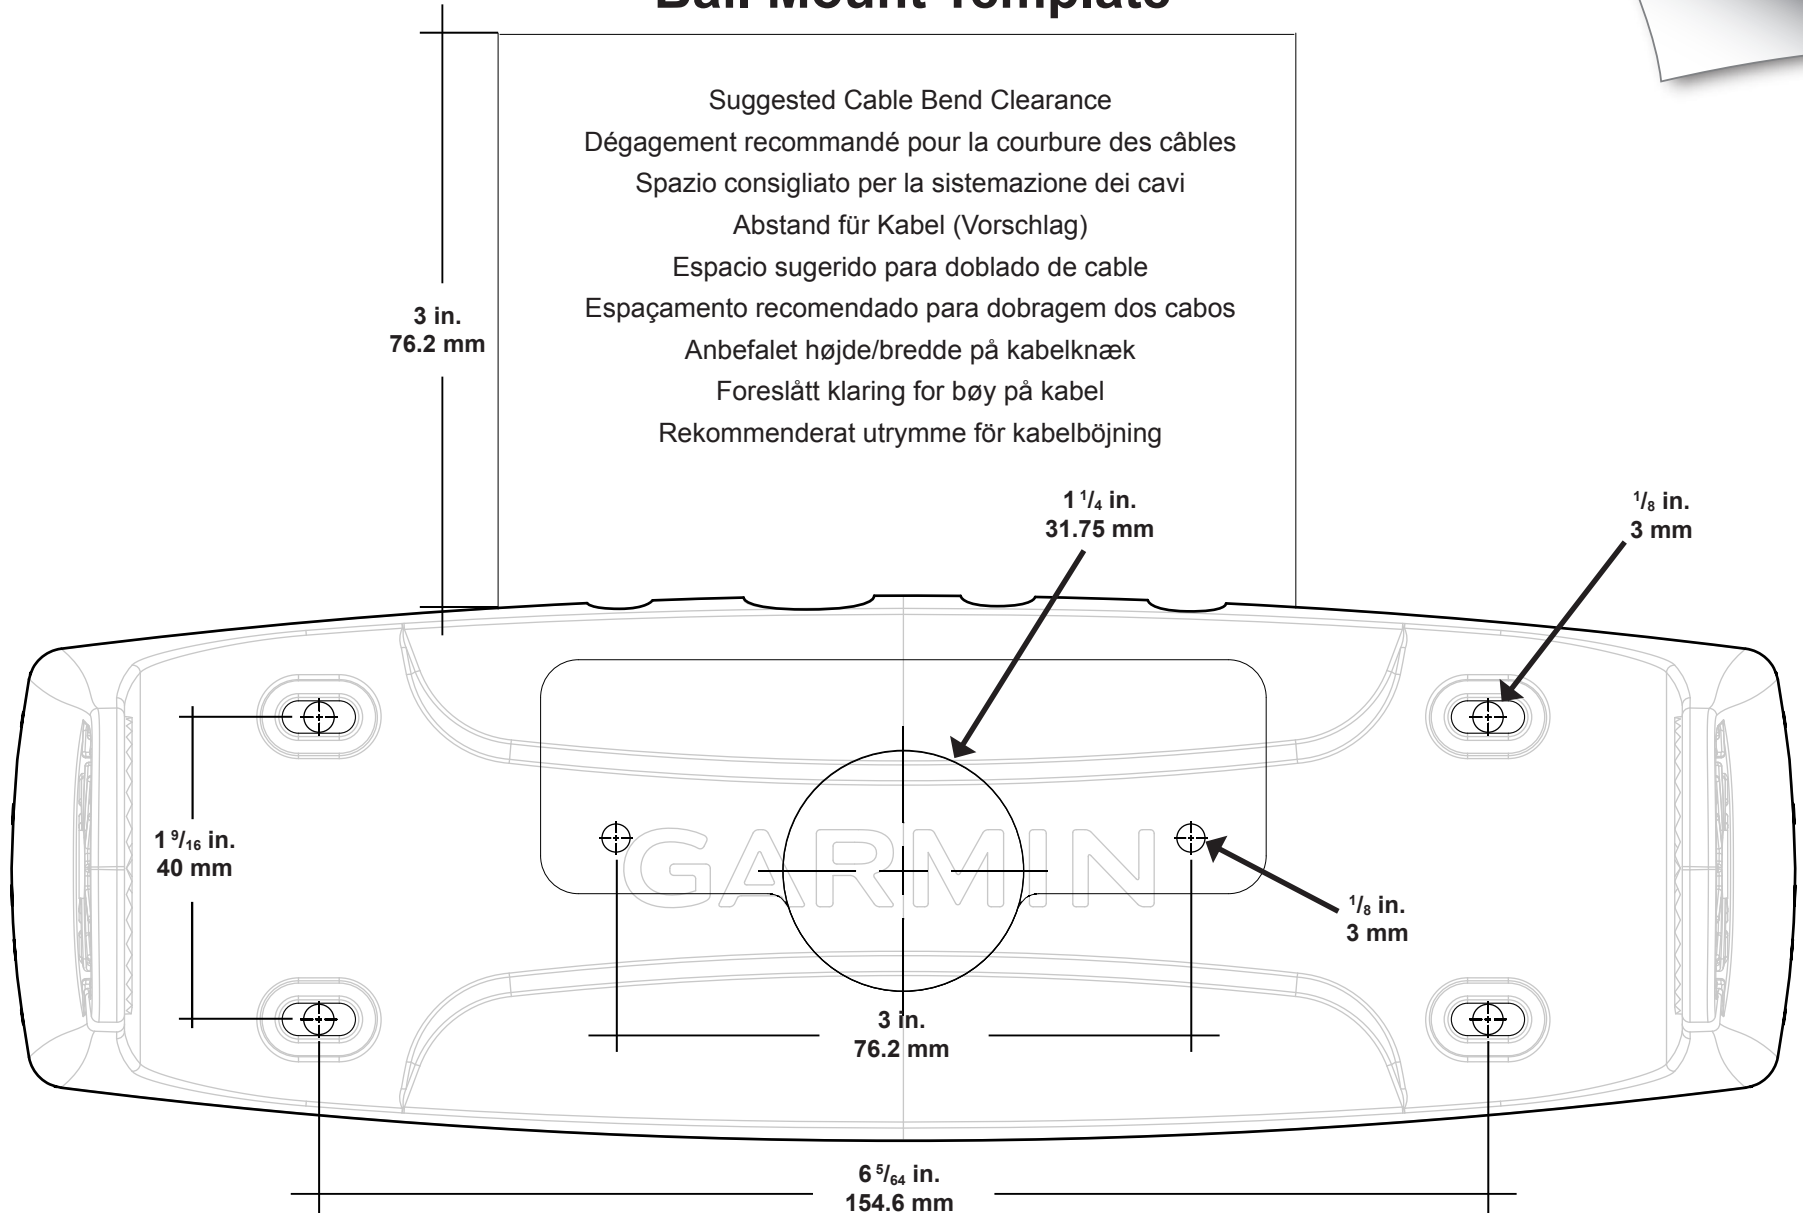 Bail Mount Template
Suggested Cable Bend Clearance
Dégagement recommandé pour la courbure des câbles
Spazio consigliato per la sistemazione dei cavi
Abstand für Kabel (Vorschlag)
Espacio sugerido para doblado de cable
Espaçamento recomendado para dobragem dos cabos
Anbefalet højde/bredde på kabelknæk
Foreslått klaring for bøy på kabel
Rekommenderat utrymme för kabelböjning
3 in.
76.2 mm
1 1/4 in.
31.75 mm
1/8 in.
3 mm
1 9/16 in.
40 mm
GARMIN
1/8 in.
3 mm
3 in.
76.2 mm
6 5/64 in.
154.6 mm